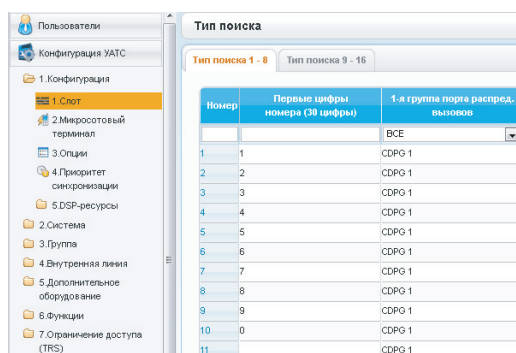 Пользователи
Конфигурация УАТС
1.Конфигурация
1.Слот
2.Микросотовый
терминал
3.Опции
4.Приоритет
синхронизации
5.DSP-ресурсы
2.Система
3.Группа
4.Внутренняя линия
5.Дополнительное
оборудование
6.Функции
7.Ограничение доступа
(TRS)
Тип поиска
Тип поиска 1 - 8 Тип поиска 9 - 16
Номер Первые цифры номера (30 цифры) 1-я группа порта распред. вызовов
ВСЕ
1 1 CDPG 1
2 2 CDPG 1
3 3 CDPG 1
4 4 CDPG 1
5 5 CDPG 1
6 6 CDPG 1
7 7 CDPG 1
8 8 CDPG 1
9 9 CDPG 1
10 0 CDPG 1
11 CDPG 1